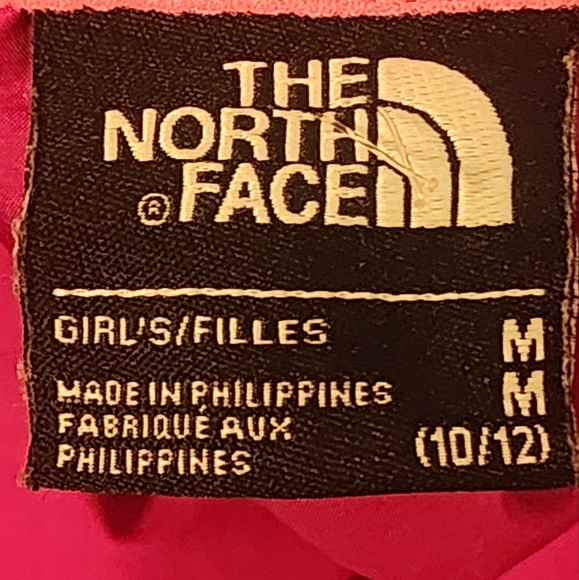 THE
NORTH
® FACE
GIRL'S/FILLES M
MADE IN PHILIPPINES M
FABRIQUÉ AUX (10/12)
PHILIPPINES